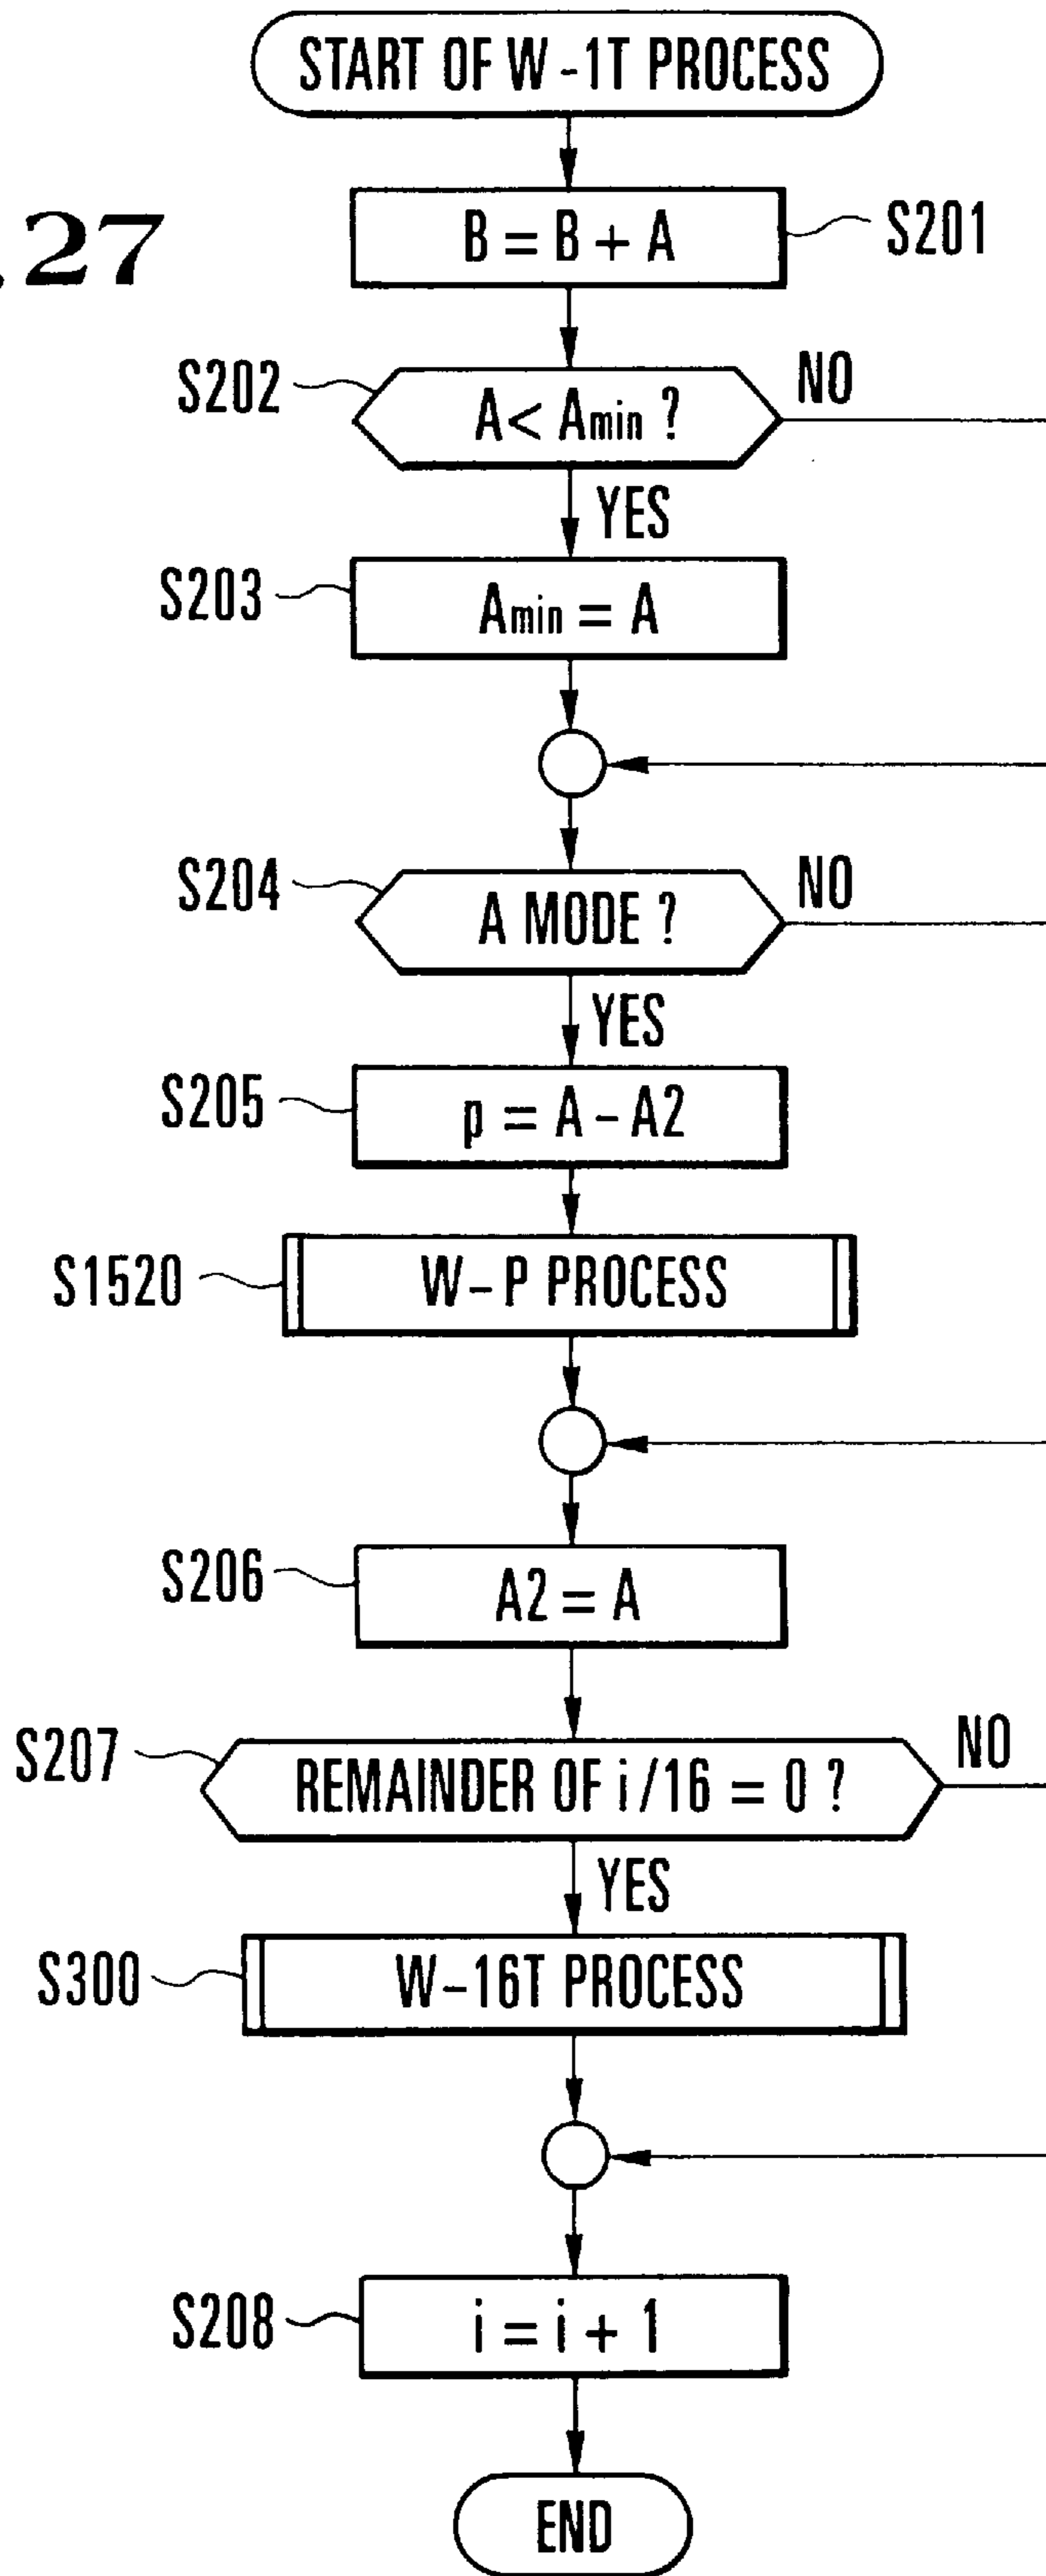 START OF W-1T PROCESS
. 27
B = B + A
S201
S202
A < Amin ?
NO
YES
S203
Amin = A
S204
A MODE ?
NO
YES
S205
p = A - A2
S1520
W-P PROCESS
S206
A2 = A
S207
REMAINDER OF i/16 = 0 ?
NO
YES
S300
W-16T PROCESS
S208
i = i + 1
END